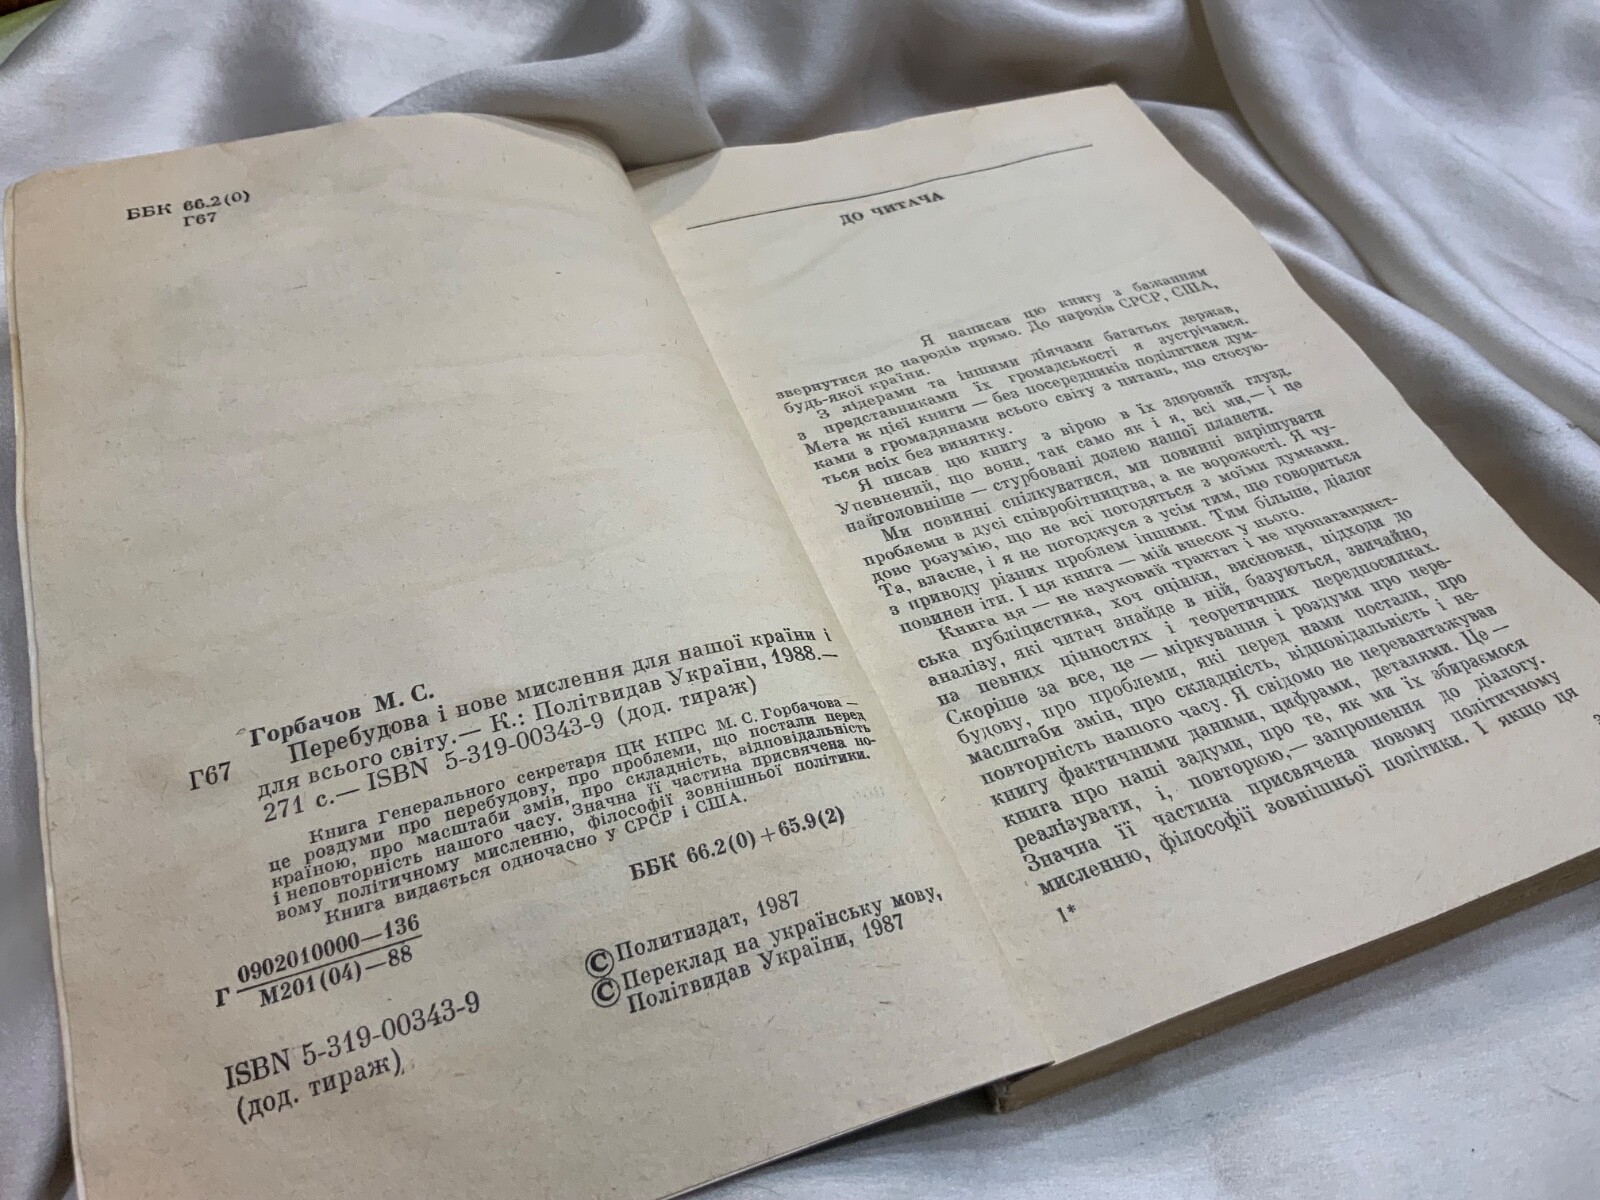 ББК 66.2(0)
Г67
Горбачов М. С.
Г67 Перебудова і нове мислення для нашої країни і
для всього світу.— К.: Політвидав України, 1988.—
271 с.— ISBN 5-319-00343-9 (дод. тираж)
Книга Генерального секретаря ЦК КПРС М. С. Горбачова —
це роздуми про перебудову, про проблеми, що постали перед
країною, про масштаби змін, про складність, відповідальність
і неповторність нашого часу. Значна її частина присвячена но-
вому політичному мисленню, філософії зовнішньої політики.
Книга видається одночасно у СРСР і США.
ББК 66.2(0)+65.9(2)
Г 0902010000—136
М201(04)—88
ISBN 5-319-00343-9
(дод. тираж)
© Политиздат, 1987
© Переклад на українську мову,
Політвидав України, 1987
ДО ЧИТАЧА
Я написав цю книгу з бажанням
звернутися до народів прямо. До народів СРСР, США,
будь-якої країни.
З лідерами та іншими діячами багатьох держав,
з представниками їх громадськості я зустрічався.
Мета ж цієї книги — без посередників поділитися дум-
ками з громадянами всього світу з питань, що стосую-
ться всіх без винятку.
Я писав цю книгу з вірою в їх здоровий глузд.
Упевнений, що вони, так само як і я, всі ми,— і це
найголовніше — стурбовані долею нашої планети.
Ми повинні спілкуватися, ми повинні вирішувати
проблеми в дусі співробітництва, а не ворожості. Я чу-
дово розумію, що не всі погодяться з моїми думками.
Та, власне, і я не погоджуся з усім тим, що говориться
з приводу різних проблем іншими. Тим більше, діалог
повинен іти. І ця книга — мій внесок у нього.
Книга ця — не науковий трактат і не пропагандист-
ська публіцистика, хоч оцінки, висновки, підходи до
аналізу, які читач знайде в ній, базуються, звичайно,
на певних цінностях і теоретичних передпосилках.
Скоріше за все, це — міркування і роздуми про пере-
будову, про проблеми, які перед нами постали, про
масштаби змін, про складність, відповідальність і не-
повторність нашого часу. Я свідомо не перевантажував
книгу фактичними даними, цифрами, деталями. Це —
книга про наші задуми, про те, як ми їх збираємося
реалізувати, і, повторюю,— запрошення до діалогу.
Значна її частина присвячена новому політичному
мисленню, філософії зовнішньої політики. І якщо ця
1*
3